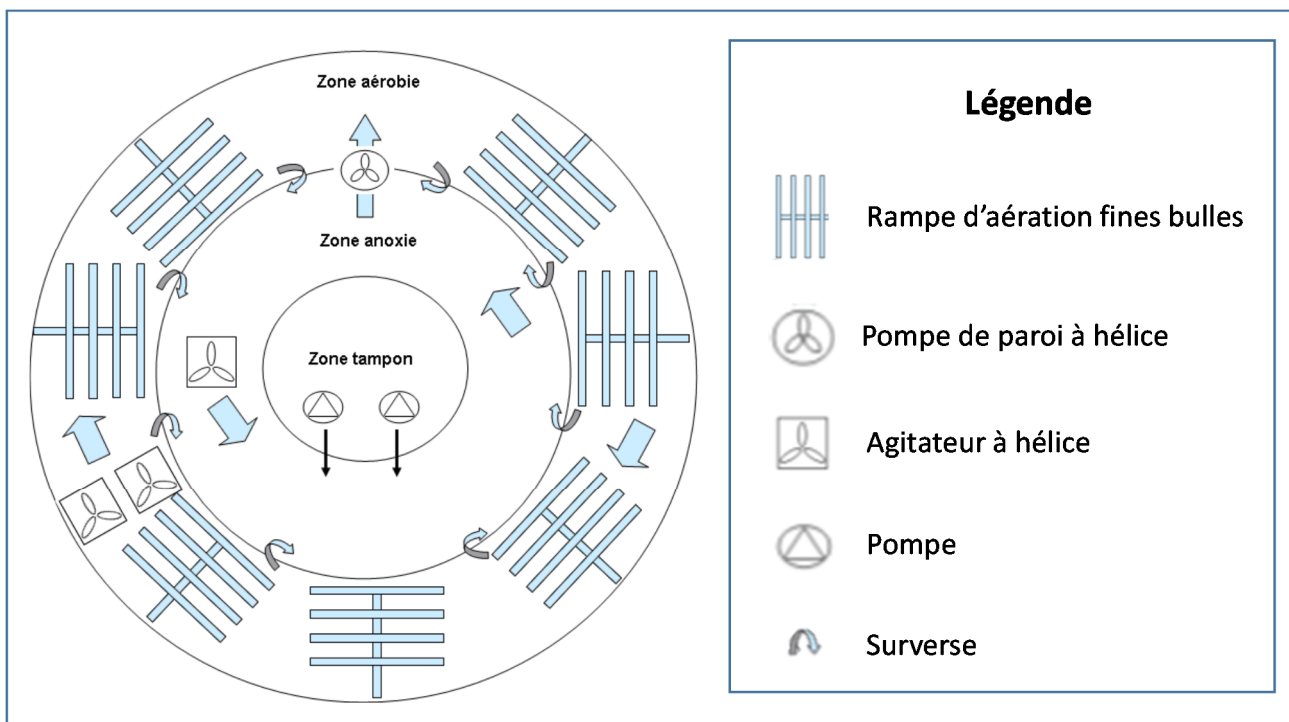 Zone aérobie
Zone anoxie
Zone tampon
Légende
Rampe d'aération fines bulles
Pompe de paroi à hélice
Agitateur à hélice
Pompe
Surverse